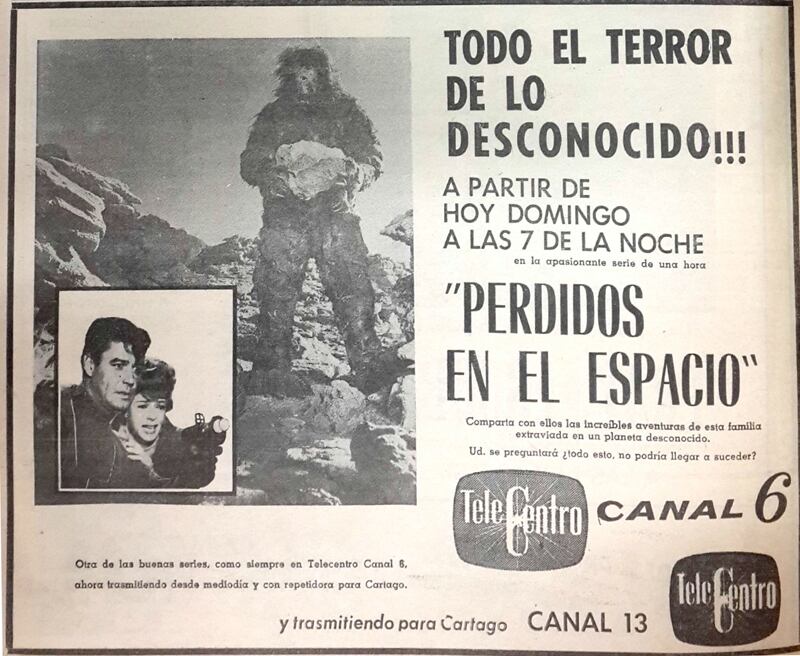 TODO EL TERROR
DE LO
DESCONOCIDO!!!
A PARTIR DE
HOY DOMINGO
A LAS 7 DE LA NOCHE
en la apasionante serie de una hora
"PERDIDOS
EN EL ESPACIO"
Comparta con ellos las increíbles aventuras de esta familia
extraviada en un planeta desconocido.
Ud. se preguntará ¿todo esto, no podría llegar a suceder?
TeleCentro CANAL 6
Otra de las buenas series, como siempre en Telecentro Canal 6,
ahora trasmitiendo desde mediodía y con repetidora para Cartago.
y trasmitiendo para Cartago CANAL 13
TeleCentro